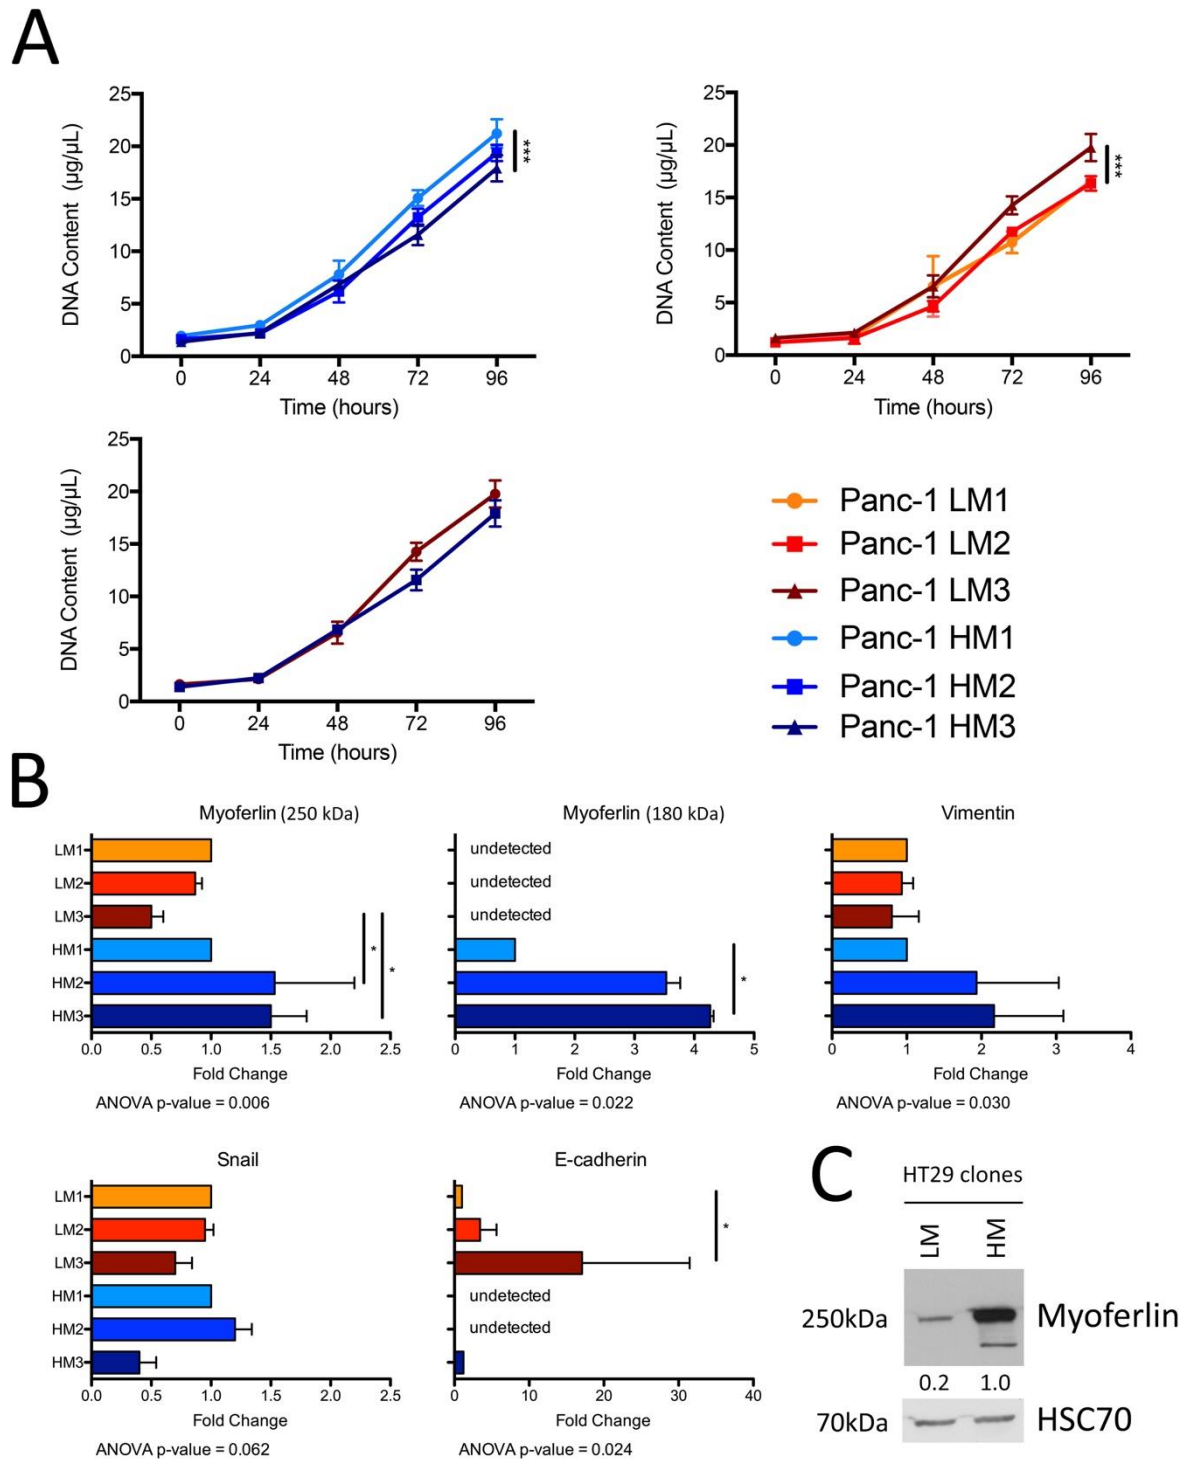 A
DNA Content (µg/µL)
25
20
15
10
5
0
***
0 24 48 72 96
Time (hours)
DNA Content (µg/µL)
25
20
15
10
5
0
***
0 24 48 72 96
Time (hours)
DNA Content (µg/µL)
25
20
15
10
5
0
0 24 48 72 96
Time (hours)
Panc-1 LM1
Panc-1 LM2
Panc-1 LM3
Panc-1 HM1
Panc-1 HM2
Panc-1 HM3
B
Myoferlin (250 kDa)
LM1
LM2
LM3
HM1
HM2
HM3
*
*
0.0 0.5 1.0 1.5 2.0 2.5
Fold Change
ANOVA p-value = 0.006
Myoferlin (180 kDa)
undetected
undetected
undetected
*
0 1 2 3 4 5
Fold Change
ANOVA p-value = 0.022
Vimentin
0 1 2 3 4
Fold Change
ANOVA p-value = 0.030
Snail
LM1
LM2
LM3
HM1
HM2
HM3
0.0 0.5 1.0 1.5 2.0 2.5
Fold Change
ANOVA p-value = 0.062
E-cadherin
*
undetected
undetected
0 10 20 30 40
Fold Change
ANOVA p-value = 0.024
C
HT29 clones
LM HM
250kDa Myoferlin
0.2 1.0
70kDa HSC70